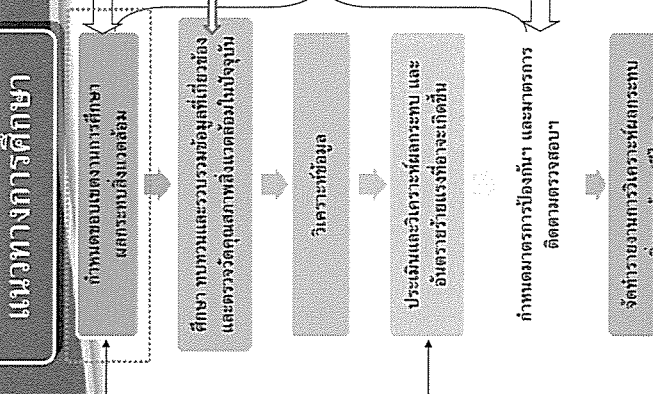 แนวทางการศึกษา
กำหนดขอบเขตงานการศึกษา
ผลกระทบสิ่งแวดล้อม
ศึกษา ทบทวนและรวบรวมข้อมูลที่เกี่ยวข้อง
และตรวจวัดคุณภาพสิ่งแวดล้อมในปัจจุบัน
วิเคราะห์ข้อมูล
ประเมินและวิเคราะห์ผลกระทบ และ
อันตรายร้ายแรงที่อาจจะเกิดขึ้น
กำหนดมาตรการป้องกันฯ และมาตรการ
ติดตามตรวจสอบฯ
จัดทำรายงานการวิเคราะห์ผลกระทบ